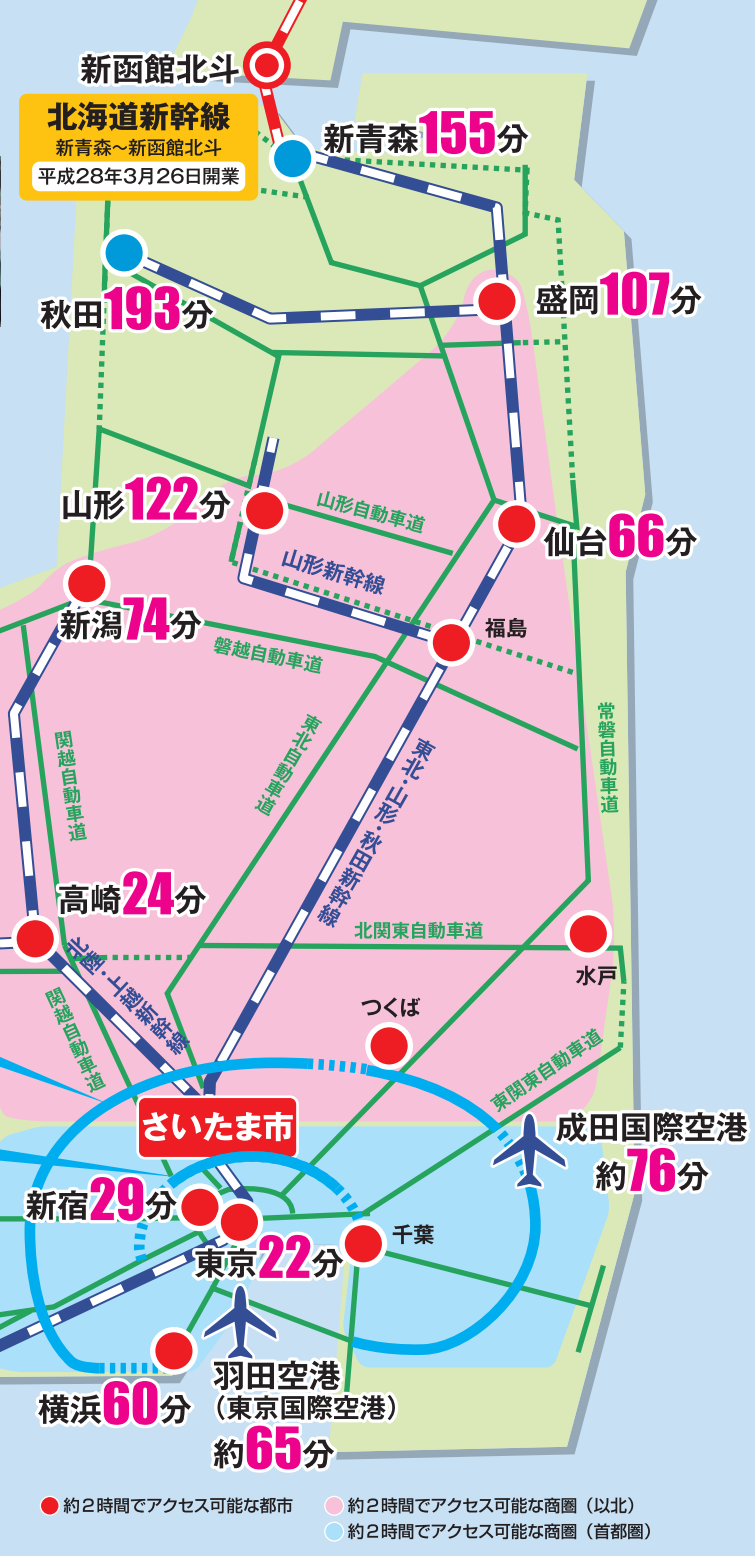 新函館北斗
北海道新幹線
新青森～新函館北斗
平成28年3月26日開業
新青森155分
秋田193分
盛岡107分
山形122分
山形自動車道
仙台66分
山形新幹線
新潟74分
福島
磐越自動車道
常磐自動車道
関越自動車道
東北自動車道
東北・山形・秋田新幹線
高崎24分
北関東自動車道
水戸
北陸・上越新幹線
関越自動車道
つくば
東関東自動車道
さいたま市
成田国際空港
約76分
新宿29分
東京22分
千葉
横浜60分
羽田空港
（東京国際空港）
約65分
約2時間でアクセス可能な都市
約2時間でアクセス可能な商圏（以北）
約2時間でアクセス可能な商圏（首都圏）